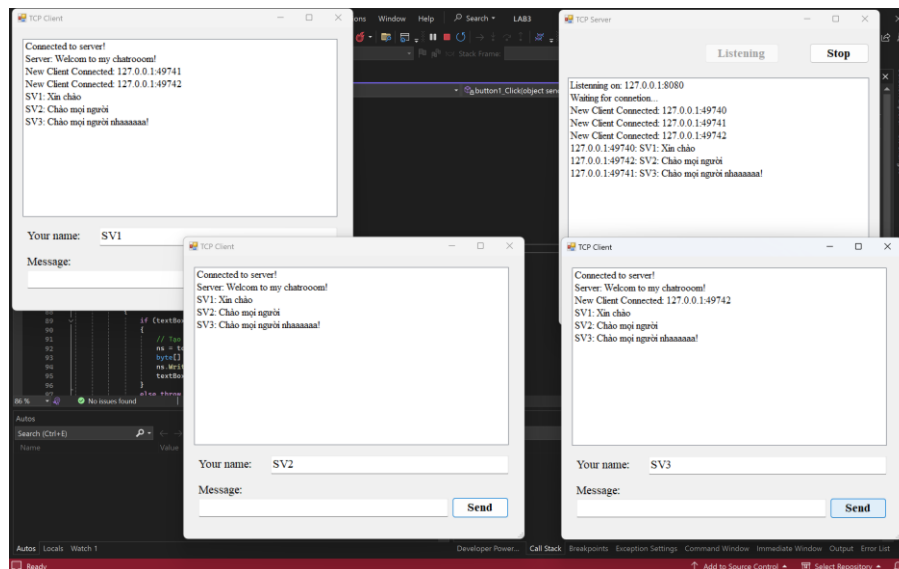 TCP Client
Connected to server!
Server: Welcom to my chatrooom!
New Client Connected: 127.0.0.1:49741
New Client Connected: 127.0.0.1:49742
SV1: Xin chào
SV2: Chào mọi người
SV3: Chào mọi người nhaaaaaa!
Your name: SV1
Message:
ons Window Help Search LAB3
Stack Frame:
button1_Click(object sen
TCP Server
Listening Stop
Listenning on: 127.0.0.1:8080
Waiting for connetion...
New Client Connected: 127.0.0.1:49740
New Client Connected: 127.0.0.1:49741
New Client Connected: 127.0.0.1:49742
127.0.0.1:49740: SV1: Xin chào
127.0.0.1:49742: SV2: Chào mọi người
127.0.0.1:49741: SV3: Chào mọi người nhaaaaaa!
TCP Client
Connected to server!
Server: Welcom to my chatrooom!
SV1: Xin chào
SV2: Chào mọi người
SV3: Chào mọi người nhaaaaaa!
Your name: SV2
Message:
Send
TCP Client
Connected to server!
Server: Welcom to my chatrooom!
New Client Connected: 127.0.0.1:49742
SV1: Xin chào
SV2: Chào mọi người
SV3: Chào mọi người nhaaaaaa!
Your name: SV3
Message:
Send
89 if (textBo
90 {
91 // Tạo
92 ns = tc
93 byte[]
94 ns.Writ
95 textBo
96 }
else throw
86 % No issues found
Autos
Search (Ctrl+E)
Name Value
Autos Locals Watch 1
Developer Power... Call Stack Breakpoints Exception Settings Command Window Immediate Window Output Error List
Ready Add to Source Control Select Repository